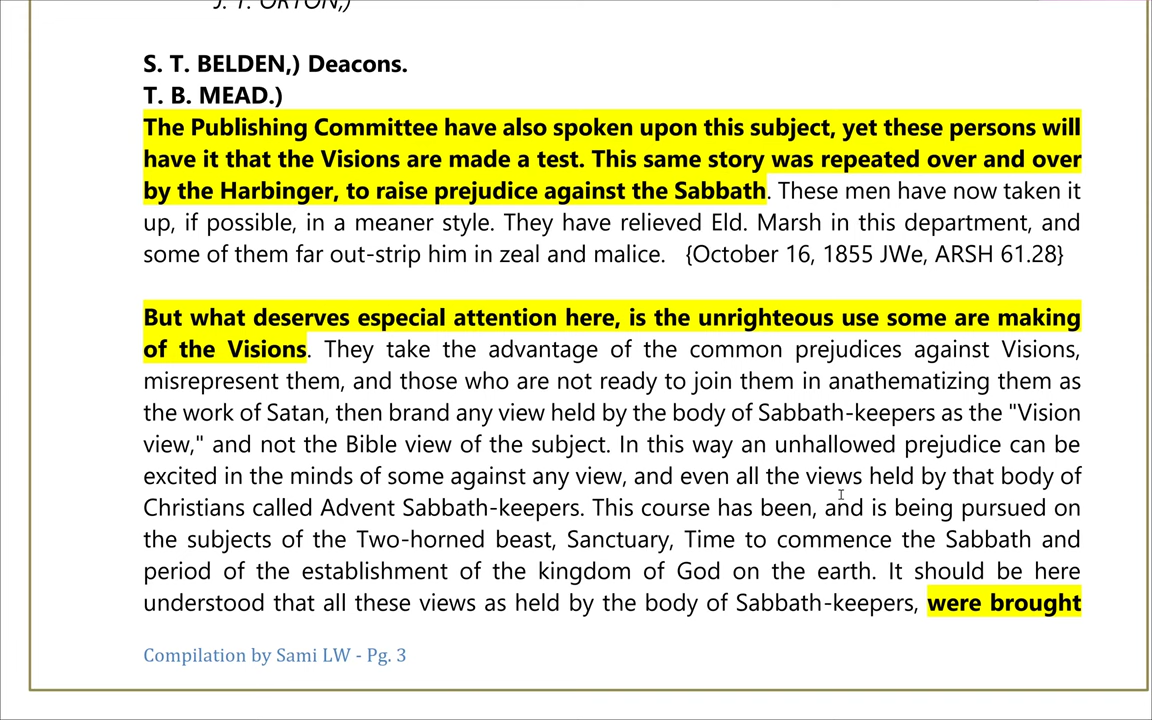 J. T. ORTON,)
S. T. BELDEN,) Deacons.
T. B. MEAD.)
The Publishing Committee have also spoken upon this subject, yet these persons will
have it that the Visions are made a test. This same story was repeated over and over
by the Harbinger, to raise prejudice against the Sabbath. These men have now taken it
up, if possible, in a meaner style. They have relieved Eld. Marsh in this department, and
some of them far out-strip him in zeal and malice. {October 16, 1855 JWe, ARSH 61.28}
But what deserves especial attention here, is the unrighteous use some are making
of the Visions. They take the advantage of the common prejudices against Visions,
misrepresent them, and those who are not ready to join them in anathematizing them as
the work of Satan, then brand any view held by the body of Sabbath-keepers as the "Vision
view," and not the Bible view of the subject. In this way an unhallowed prejudice can be
excited in the minds of some against any view, and even all the views held by that body of
Christians called Advent Sabbath-keepers. This course has been, and is being pursued on
the subjects of the Two-horned beast, Sanctuary, Time to commence the Sabbath and
period of the establishment of the kingdom of God on the earth. It should be here
understood that all these views as held by the body of Sabbath-keepers, were brought
Compilation by Sami LW - Pg. 3